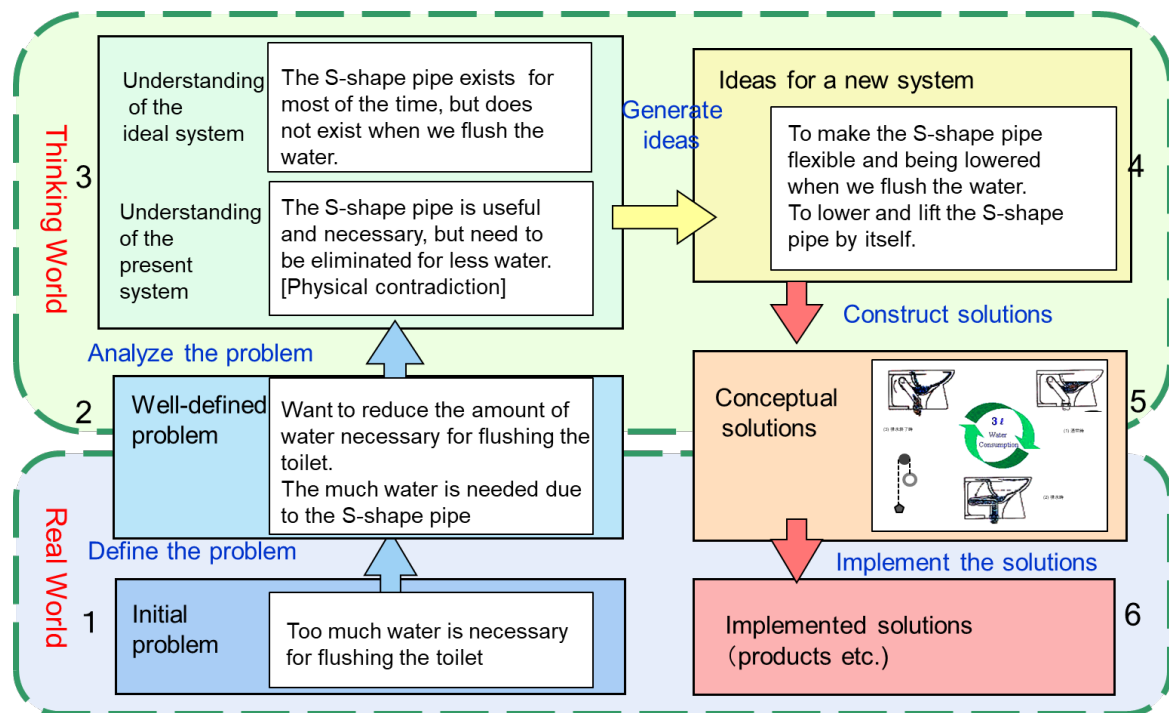 Thinking World
3
Understanding
of the
ideal system
The S-shape pipe exists for
most of the time, but does
not exist when we flush the
water.
Understanding
of the
present
system
The S-shape pipe is useful
and necessary, but need to
be eliminated for less water.
[Physical contradiction]
Generate
ideas
Ideas for a new system
4
To make the S-shape pipe
flexible and being lowered
when we flush the water.
To lower and lift the S-shape
pipe by itself.
Construct solutions
Analyze the problem
2
Well-defined
problem
Want to reduce the amount of
water necessary for flushing the
toilet.
The much water is needed due
to the S-shape pipe
Conceptual
solutions
5
3 ℓ
Water
Consumption
Real World
Define the problem
1
Initial
problem
Too much water is necessary
for flushing the toilet
Implement the solutions
6
Implemented solutions
（products etc.)